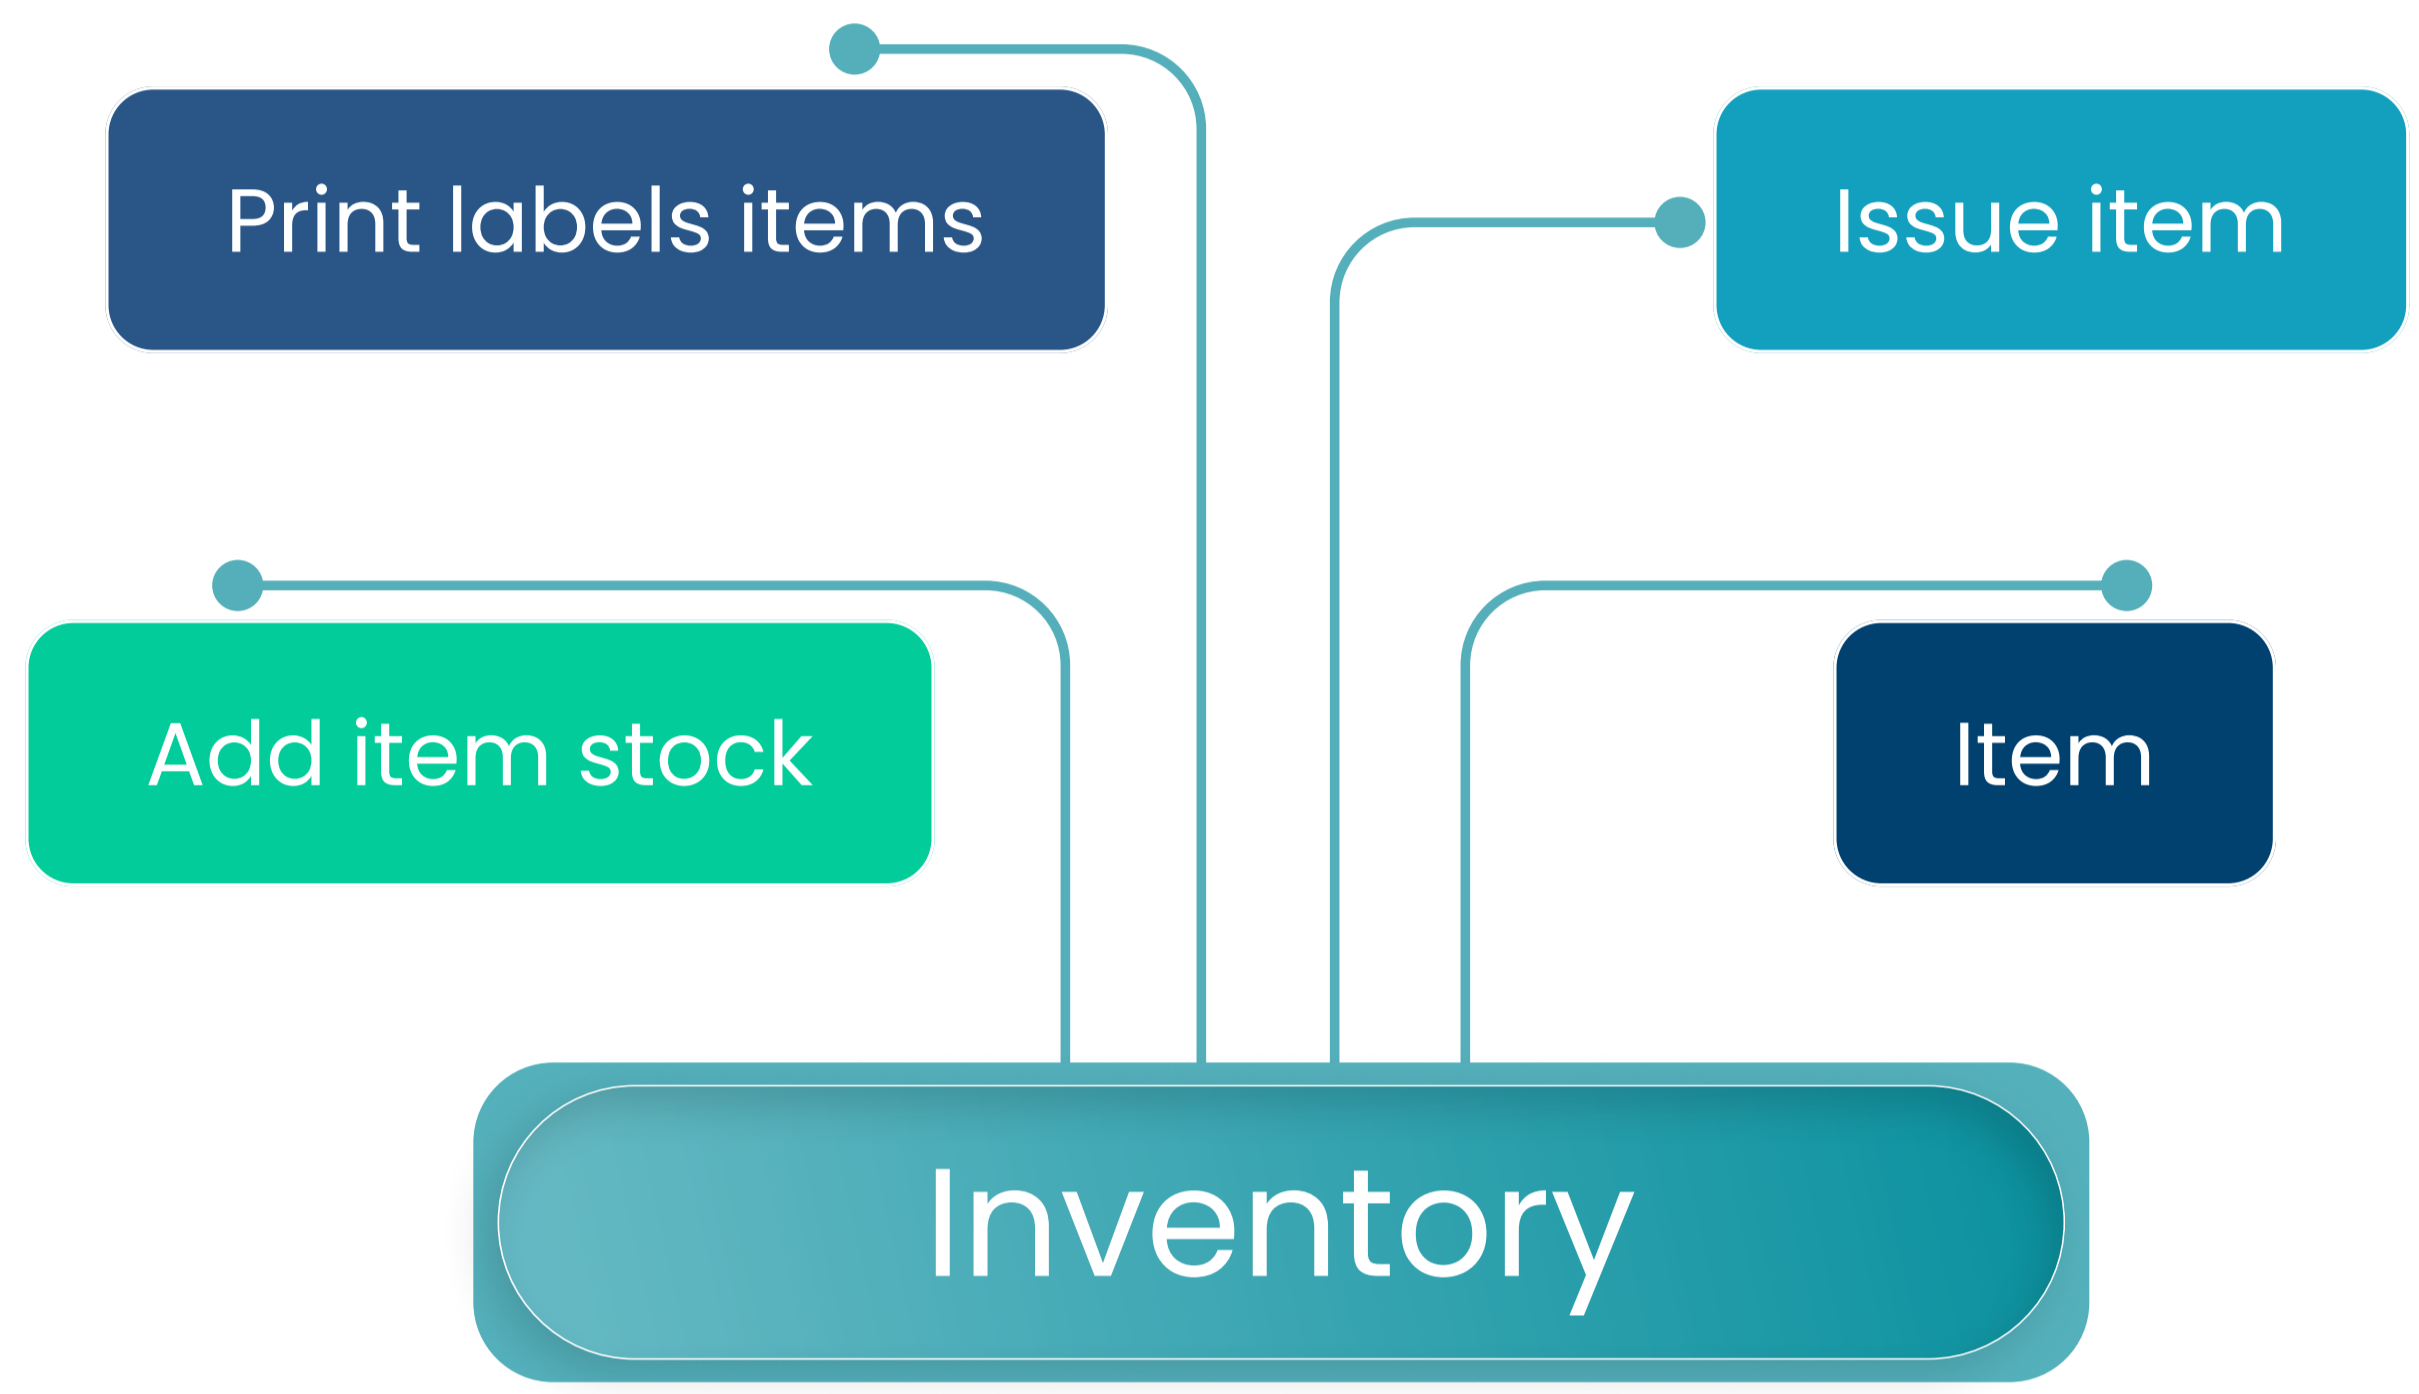 Print labels items
Issue item
Add item stock
Item
Inventory